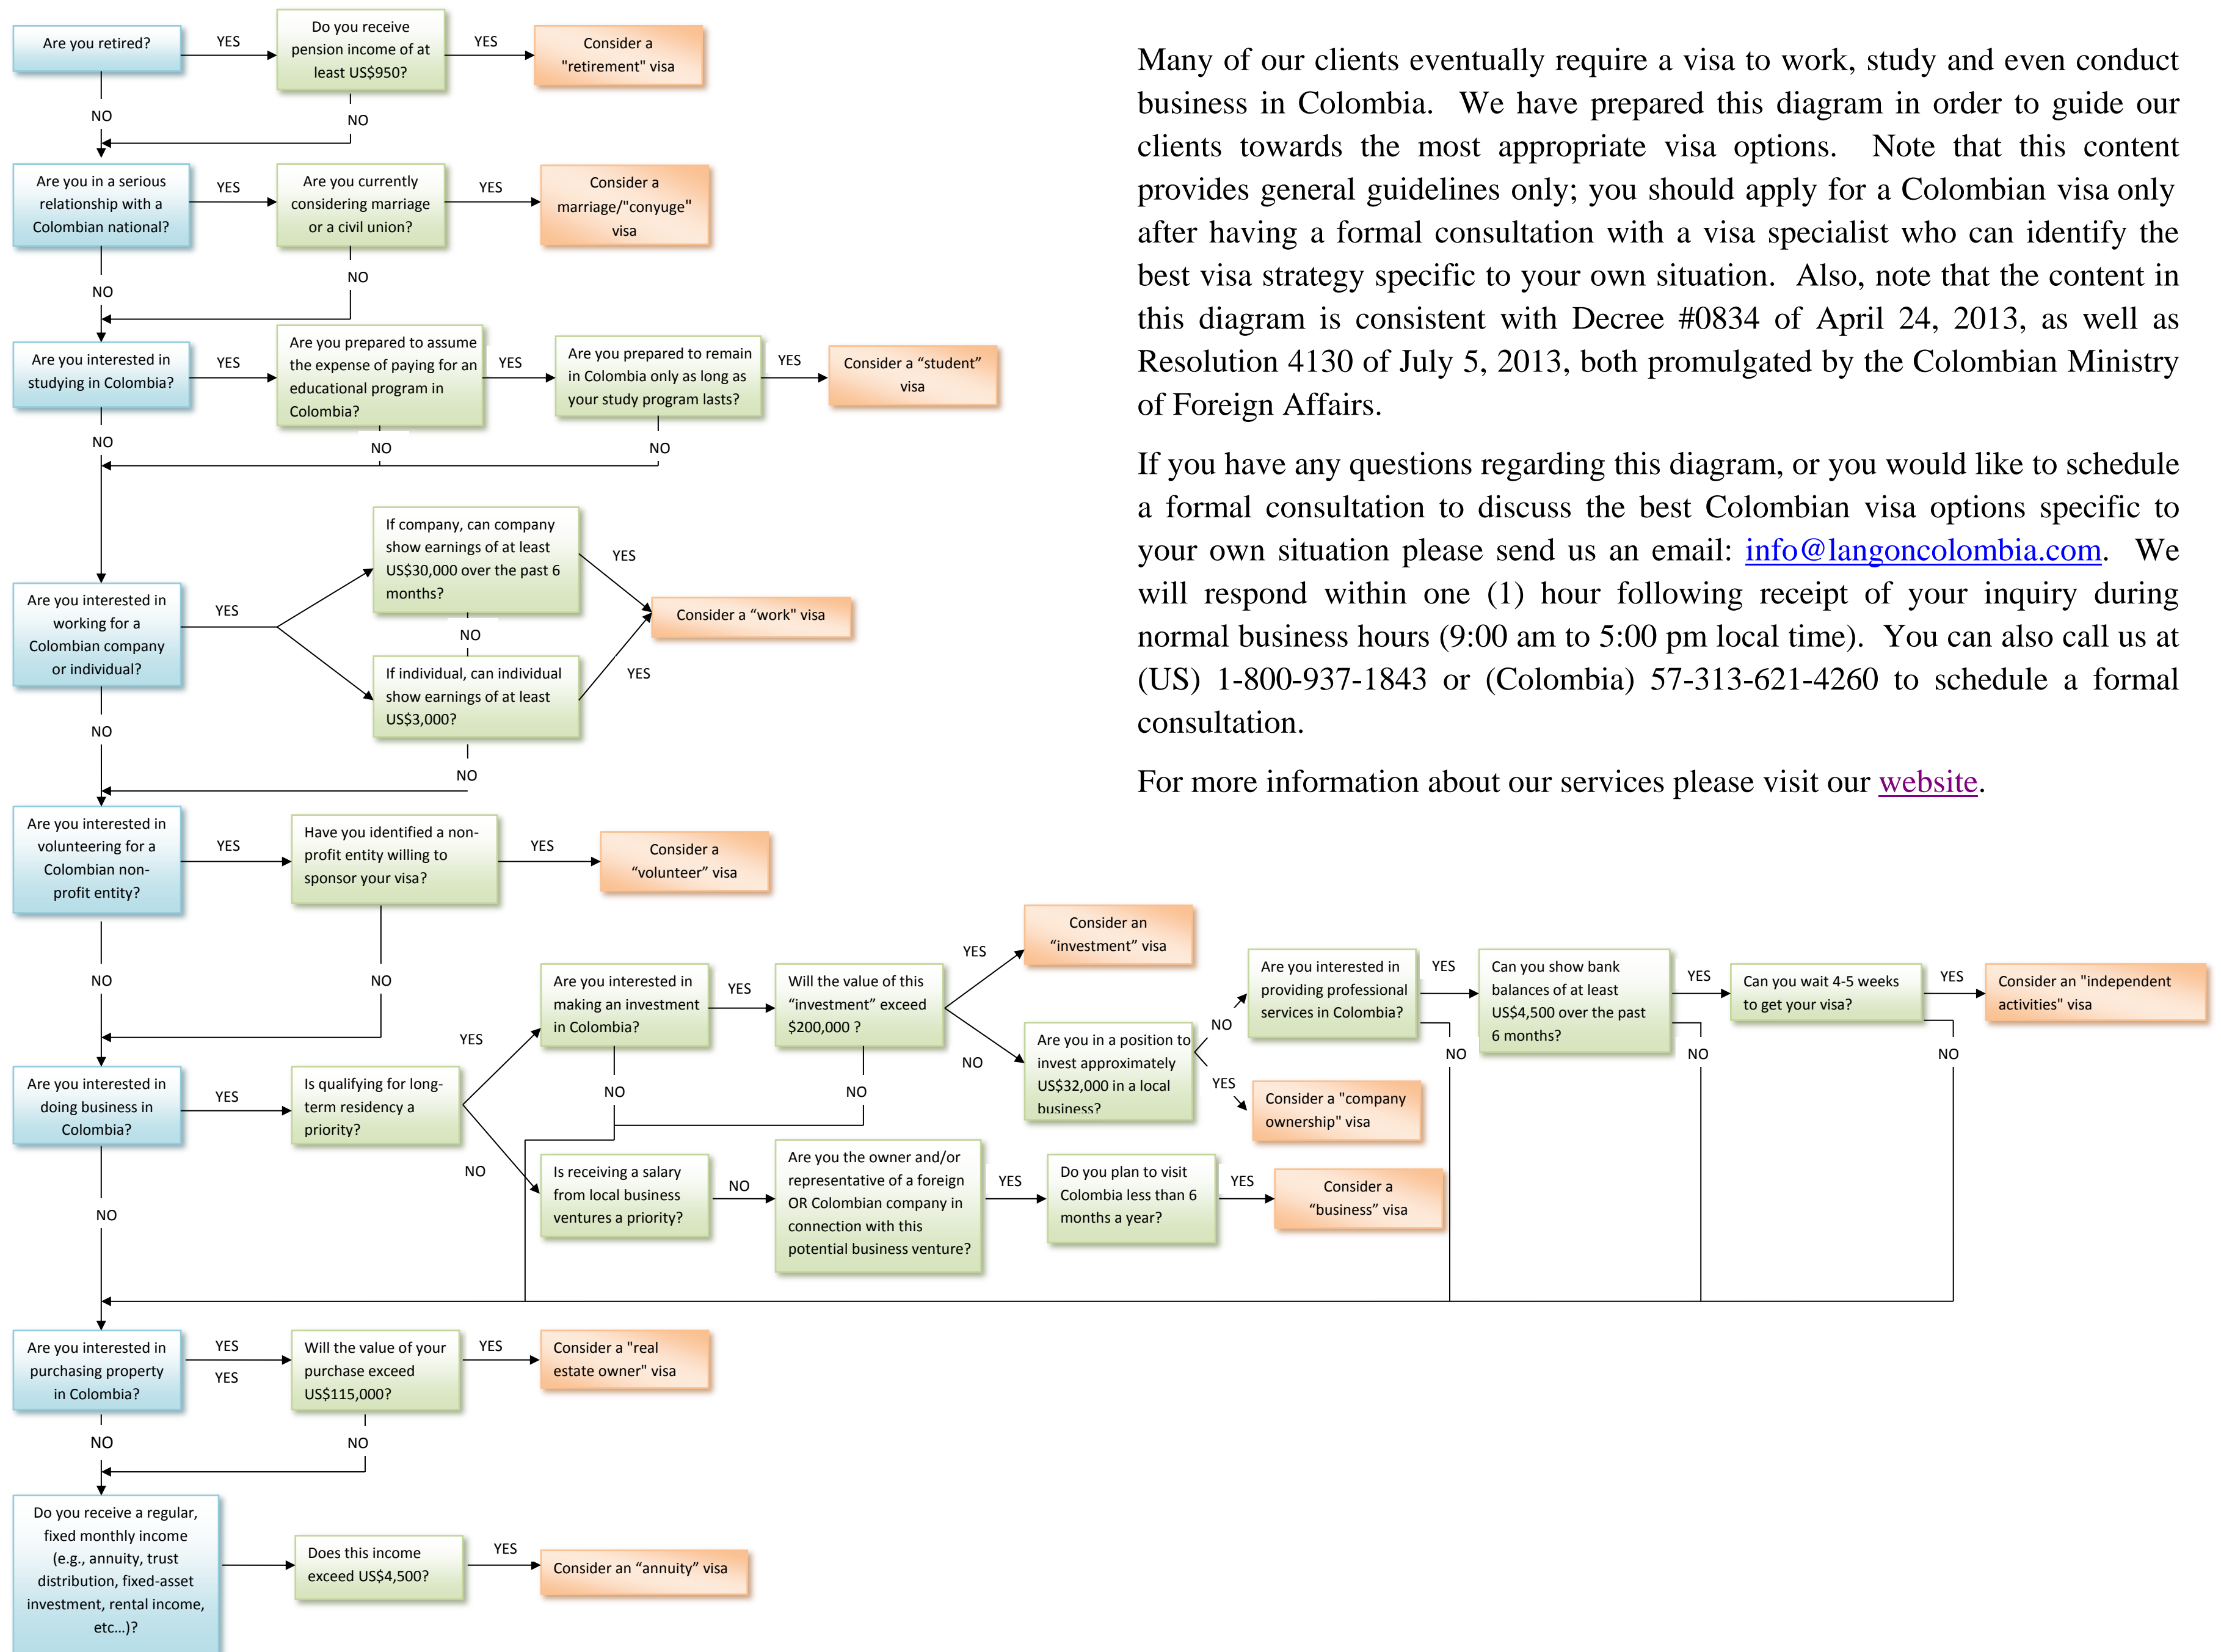 Are you retired?
YES
Do you receive
pension income of at
least US$950?
YES
Consider a
"retirement" visa
NO
NO
Are you in a serious
relationship with a
Colombian national?
YES
Are you currently
considering marriage
or a civil union?
YES
Consider a
marriage/"conyuge"
visa
NO
NO
Are you interested in
studying in Colombia?
YES
Are you prepared to assume
the expense of paying for an
educational program in
Colombia?
YES
Are you prepared to remain
in Colombia only as long as
your study program lasts?
YES
Consider a “student”
visa
NO
NO
NO
Are you interested in
working for a
Colombian company
or individual?
YES
If company, can company
show earnings of at least
US$30,000 over the past 6
months?
YES
NO
If individual, can individual
show earnings of at least
US$3,000?
YES
Consider a “work" visa
NO
NO
Are you interested in
volunteering for a
Colombian non-
profit entity?
YES
Have you identified a non-
profit entity willing to
sponsor your visa?
YES
Consider a
“volunteer” visa
NO
NO
Are you interested in
doing business in
Colombia?
YES
Is qualifying for long-
term residency a
priority?
YES
Are you interested in
making an investment
in Colombia?
YES
Will the value of this
“investment” exceed
$200,000 ?
YES
Consider an
“investment” visa
NO
Are you in a position to
invest approximately
US$32,000 in a local
business?
NO
Are you interested in
providing professional
services in Colombia?
YES
Can you show bank
balances of at least
US$4,500 over the past
6 months?
YES
Can you wait 4-5 weeks
to get your visa?
YES
Consider an "independent
activities" visa
NO
NO
NO
YES
Consider a "company
ownership" visa
NO
NO
NO
Is receiving a salary
from local business
ventures a priority?
NO
Are you the owner and/or
representative of a foreign
OR Colombian company in
connection with this
potential business venture?
YES
Do you plan to visit
Colombia less than 6
months a year?
YES
Consider a
“business” visa
NO
Are you interested in
purchasing property
in Colombia?
YES
YES
Will the value of your
purchase exceed
US$115,000?
YES
Consider a "real
estate owner" visa
NO
NO
Do you receive a regular,
fixed monthly income
(e.g., annuity, trust
distribution, fixed-asset
investment, rental income,
etc…)?
Does this income
exceed US$4,500?
YES
Consider an “annuity” visa
Many of our clients eventually require a visa to work, study and even conduct
business in Colombia. We have prepared this diagram in order to guide our
clients towards the most appropriate visa options. Note that this content
provides general guidelines only; you should apply for a Colombian visa only
after having a formal consultation with a visa specialist who can identify the
best visa strategy specific to your own situation. Also, note that the content in
this diagram is consistent with Decree #0834 of April 24, 2013, as well as
Resolution 4130 of July 5, 2013, both promulgated by the Colombian Ministry
of Foreign Affairs.
If you have any questions regarding this diagram, or you would like to schedule
a formal consultation to discuss the best Colombian visa options specific to
your own situation please send us an email: info@langoncolombia.com. We
will respond within one (1) hour following receipt of your inquiry during
normal business hours (9:00 am to 5:00 pm local time). You can also call us at
(US) 1-800-937-1843 or (Colombia) 57-313-621-4260 to schedule a formal
consultation.
For more information about our services please visit our website.